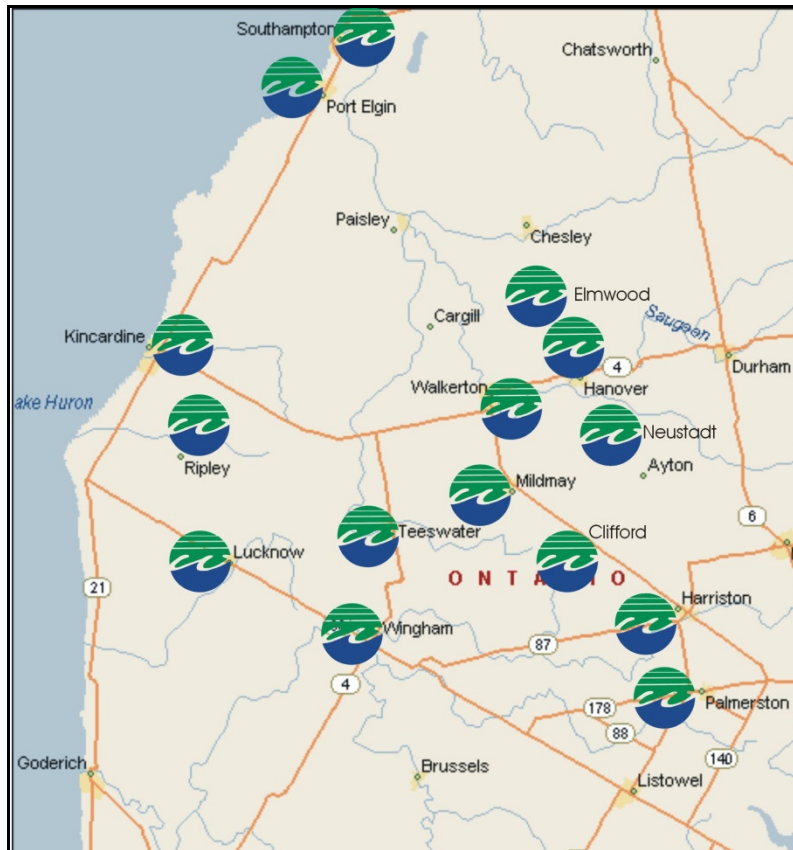 Southampton
Chatsworth
Port Elgin
Paisley
Chesley
Elmwood
Cargill
Saugeen
Kincardine
4
Durham
Walkerton
Hanover
ake Huron
Neustadt
Ripley
Ayton
Mildmay
6
Teeswater
Clifford
Lucknow
ONTARIO
21
Harriston
Wingham
87
4
Palmerston
178
88
140
Goderich
Brussels
Listowel